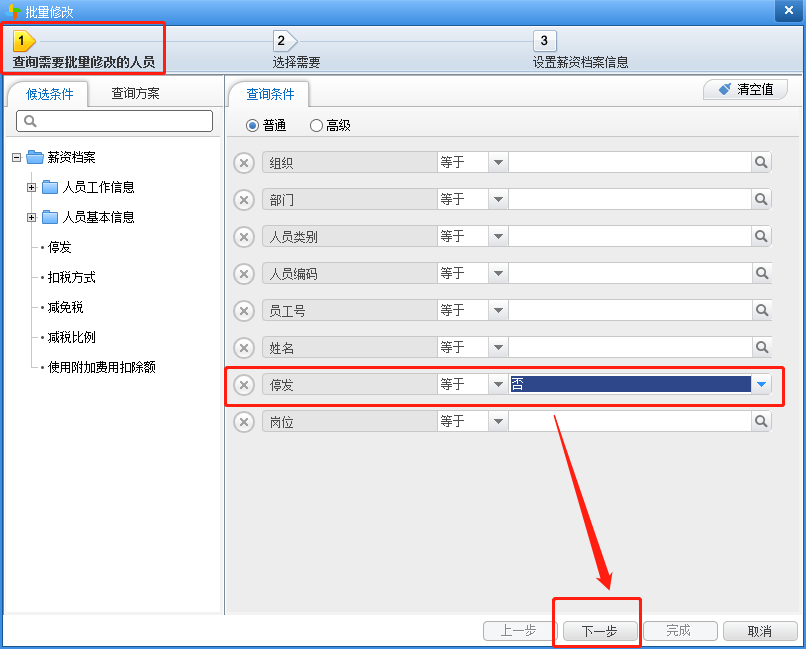 批量修改
1 2 3
查询需要批量修改的人员 选择需要 设置薪资档案信息
候选条件 查询方案 查询条件 清空值
普通 高级
薪资档案
人员工作信息
人员基本信息
停发
扣税方式
减免税
减税比例
使用附加费用扣除额
组织 等于
部门 等于
人员类别 等于
人员编码 等于
员工号 等于
姓名 等于
停发 等于 否
岗位 等于
上一步 下一步 完成 取消